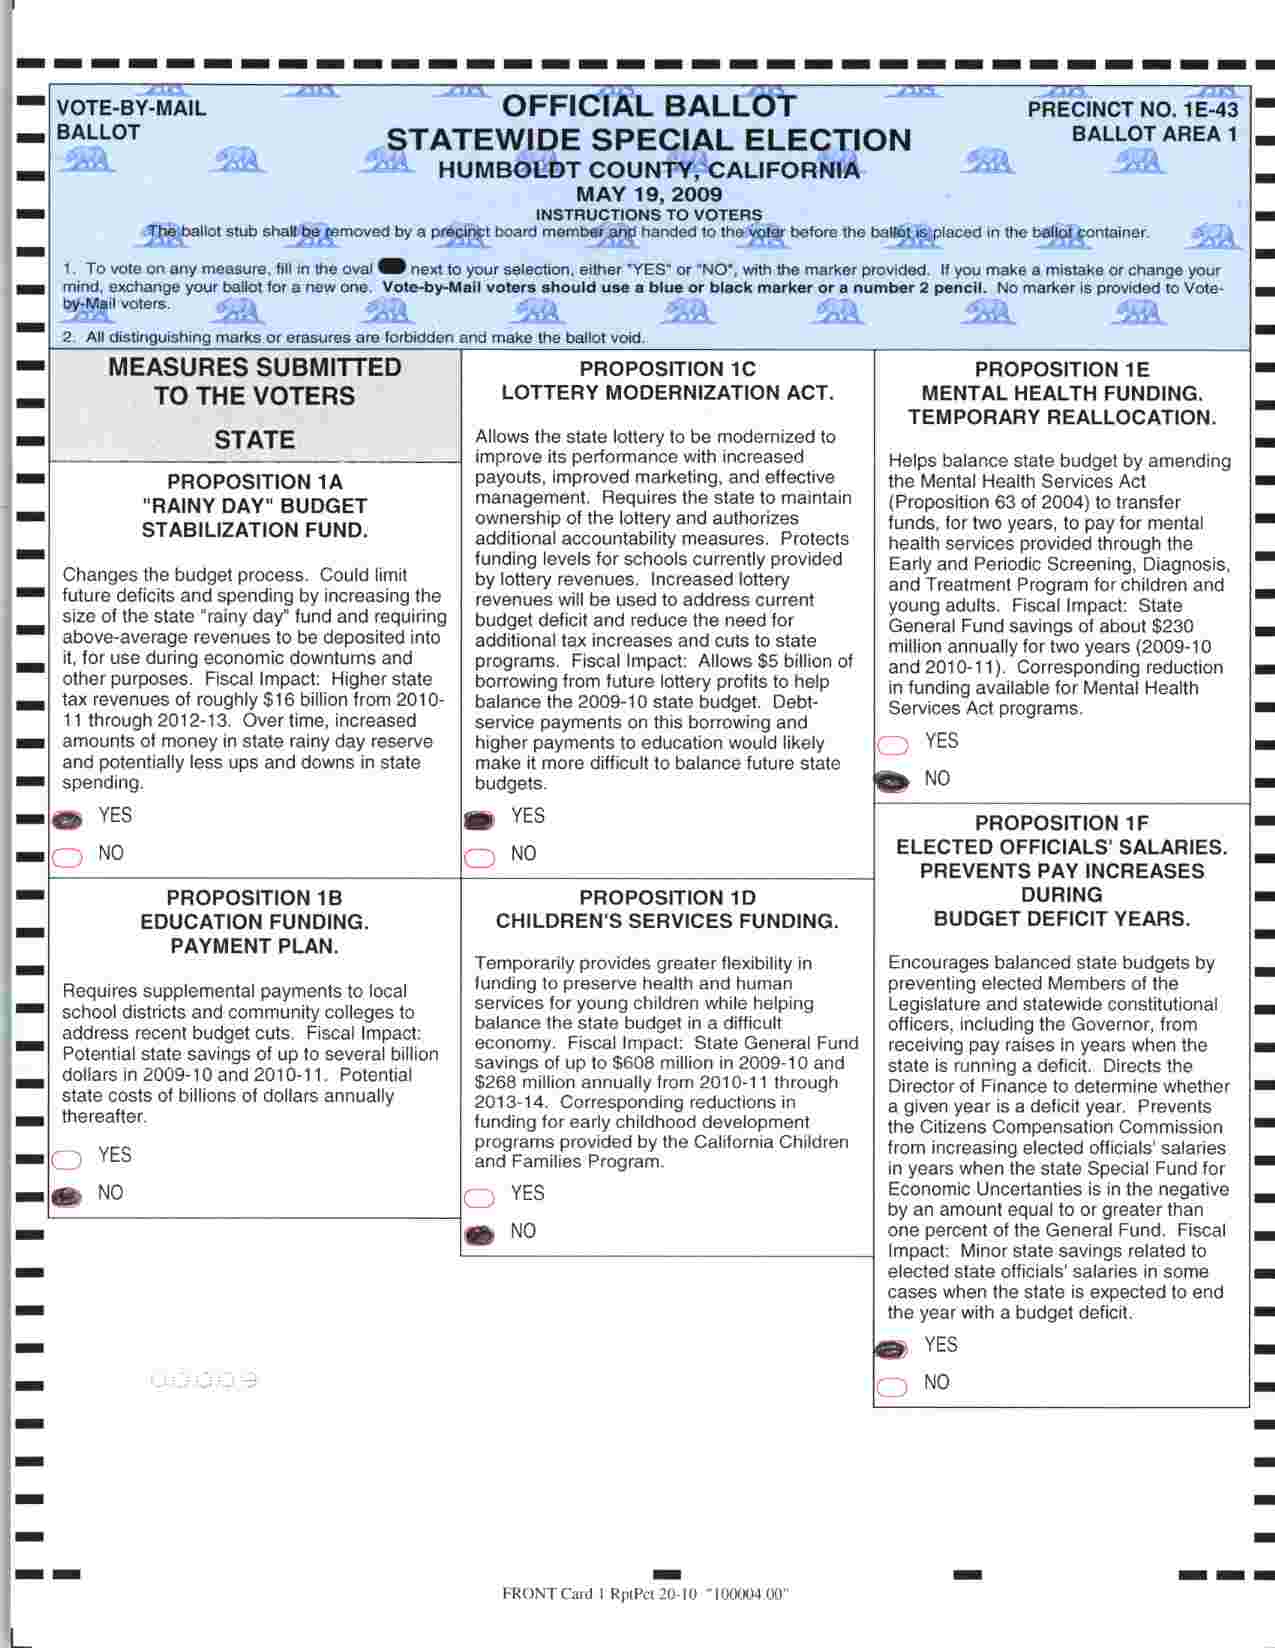 VOTE-BY-MAIL
BALLOT
OFFICIAL BALLOT
STATEWIDE SPECIAL ELECTION
HUMBOLDT COUNTY, CALIFORNIA
MAY 19, 2009
PRECINCT NO. 1E-43
BALLOT AREA 1
INSTRUCTIONS TO VOTERS
The ballot stub shall be removed by a precinct board member and handed to the voter before the ballot is placed in the ballot container.
1. To vote on any measure, fill in the oval next to your selection, either "YES" or "NO", with the marker provided. If you make a mistake or change your
mind, exchange your ballot for a new one. Vote-by-Mail voters should use a blue or black marker or a number 2 pencil. No marker is provided to Vote-
by-Mail voters.
2. All distinguishing marks or erasures are forbidden and make the ballot void.
MEASURES SUBMITTED
TO THE VOTERS
STATE
PROPOSITION 1A
"RAINY DAY" BUDGET
STABILIZATION FUND.
Changes the budget process. Could limit
future deficits and spending by increasing the
size of the state "rainy day" fund and requiring
above-average revenues to be deposited into
it, for use during economic downturns and
other purposes. Fiscal Impact: Higher state
tax revenues of roughly $16 billion from 2010-
11 through 2012-13. Over time, increased
amounts of money in state rainy day reserve
and potentially less ups and downs in state
spending.
YES
NO
PROPOSITION 1B
EDUCATION FUNDING.
PAYMENT PLAN.
Requires supplemental payments to local
school districts and community colleges to
address recent budget cuts. Fiscal Impact:
Potential state savings of up to several billion
dollars in 2009-10 and 2010-11. Potential
state costs of billions of dollars annually
thereafter.
YES
NO
PROPOSITION 1C
LOTTERY MODERNIZATION ACT.
Allows the state lottery to be modernized to
improve its performance with increased
payouts, improved marketing, and effective
management. Requires the state to maintain
ownership of the lottery and authorizes
additional accountability measures. Protects
funding levels for schools currently provided
by lottery revenues. Increased lottery
revenues will be used to address current
budget deficit and reduce the need for
additional tax increases and cuts to state
programs. Fiscal Impact: Allows $5 billion of
borrowing from future lottery profits to help
balance the 2009-10 state budget. Debt-
service payments on this borrowing and
higher payments to education would likely
make it more difficult to balance future state
budgets.
YES
NO
PROPOSITION 1D
CHILDREN'S SERVICES FUNDING.
Temporarily provides greater flexibility in
funding to preserve health and human
services for young children while helping
balance the state budget in a difficult
economy. Fiscal Impact: State General Fund
savings of up to $608 million in 2009-10 and
$268 million annually from 2010-11 through
2013-14. Corresponding reductions in
funding for early childhood development
programs provided by the California Children
and Families Program.
YES
NO
PROPOSITION 1E
MENTAL HEALTH FUNDING.
TEMPORARY REALLOCATION.
Helps balance state budget by amending
the Mental Health Services Act
(Proposition 63 of 2004) to transfer
funds, for two years, to pay for mental
health services provided through the
Early and Periodic Screening, Diagnosis,
and Treatment Program for children and
young adults. Fiscal Impact: State
General Fund savings of about $230
million annually for two years (2009-10
and 2010-11). Corresponding reduction
in funding available for Mental Health
Services Act programs.
YES
NO
PROPOSITION 1F
ELECTED OFFICIALS' SALARIES.
PREVENTS PAY INCREASES
DURING
BUDGET DEFICIT YEARS.
Encourages balanced state budgets by
preventing elected Members of the
Legislature and statewide constitutional
officers, including the Governor, from
receiving pay raises in years when the
state is running a deficit. Directs the
Director of Finance to determine whether
a given year is a deficit year. Prevents
the Citizens Compensation Commission
from increasing elected officials' salaries
in years when the state Special Fund for
Economic Uncertanties is in the negative
by an amount equal to or greater than
one percent of the General Fund. Fiscal
Impact: Minor state savings related to
elected state officials' salaries in some
cases when the state is expected to end
the year with a budget deficit.
YES
NO
FRONT Card 1 RptPct 20-10 "100004.00"